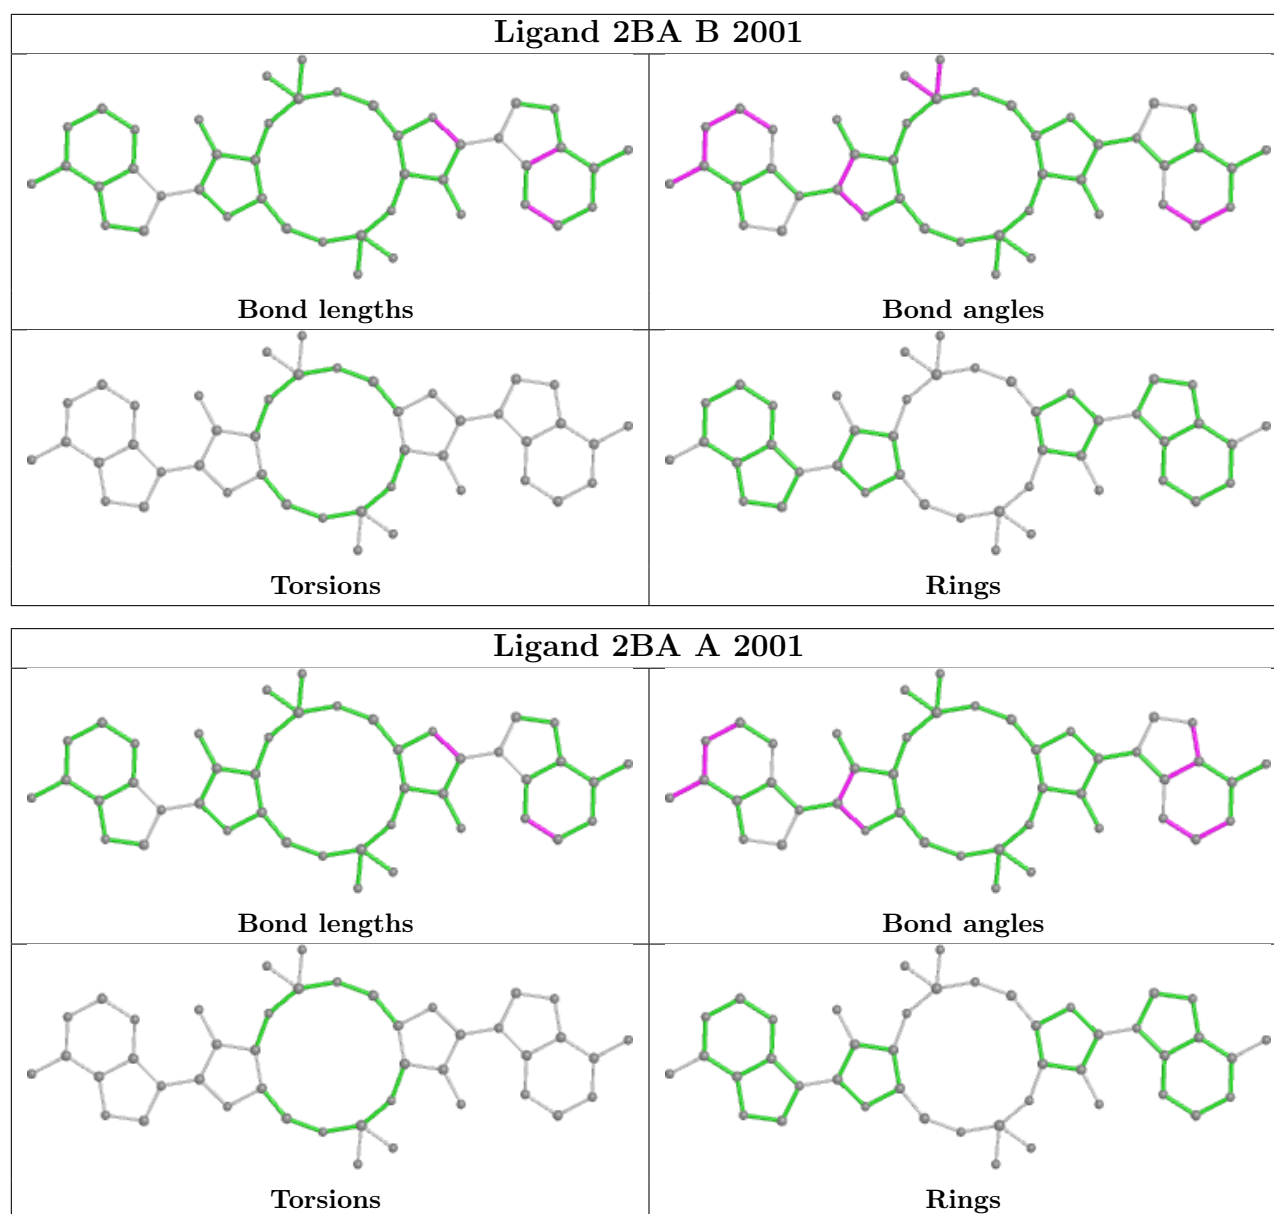 Ligand 2BA B 2001
Bond lengths
Bond angles
Torsions
Rings
Ligand 2BA A 2001
Bond lengths
Bond angles
Torsions
Rings